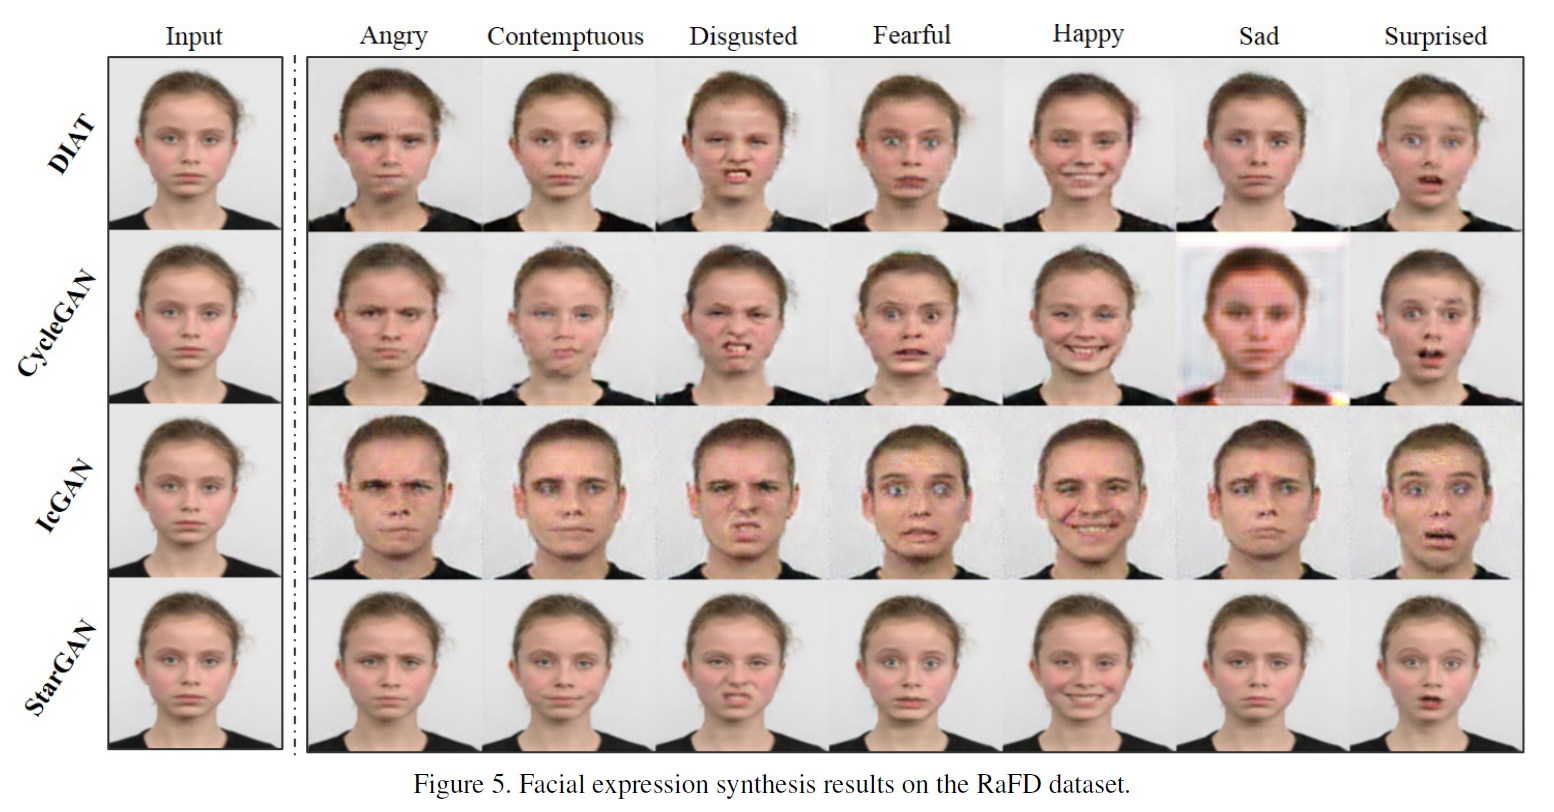 Input Angry Contemptuous Disgusted Fearful Happy Sad Surprised
DIAT
CycleGAN
IcGAN
StarGAN
Figure 5. Facial expression synthesis results on the RaFD dataset.